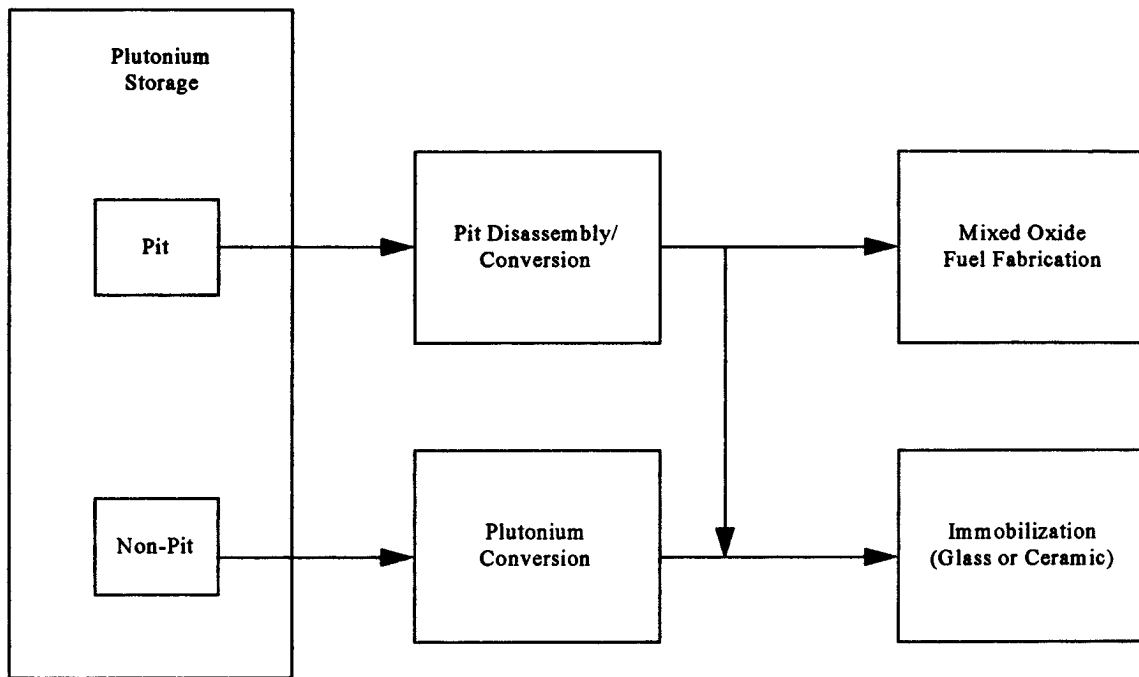 Plutonium
Storage
Pit
Pit Disassembly/
Conversion
Mixed Oxide
Fuel Fabrication
Non-Pit
Plutonium
Conversion
Immobilization
(Glass or Ceramic)